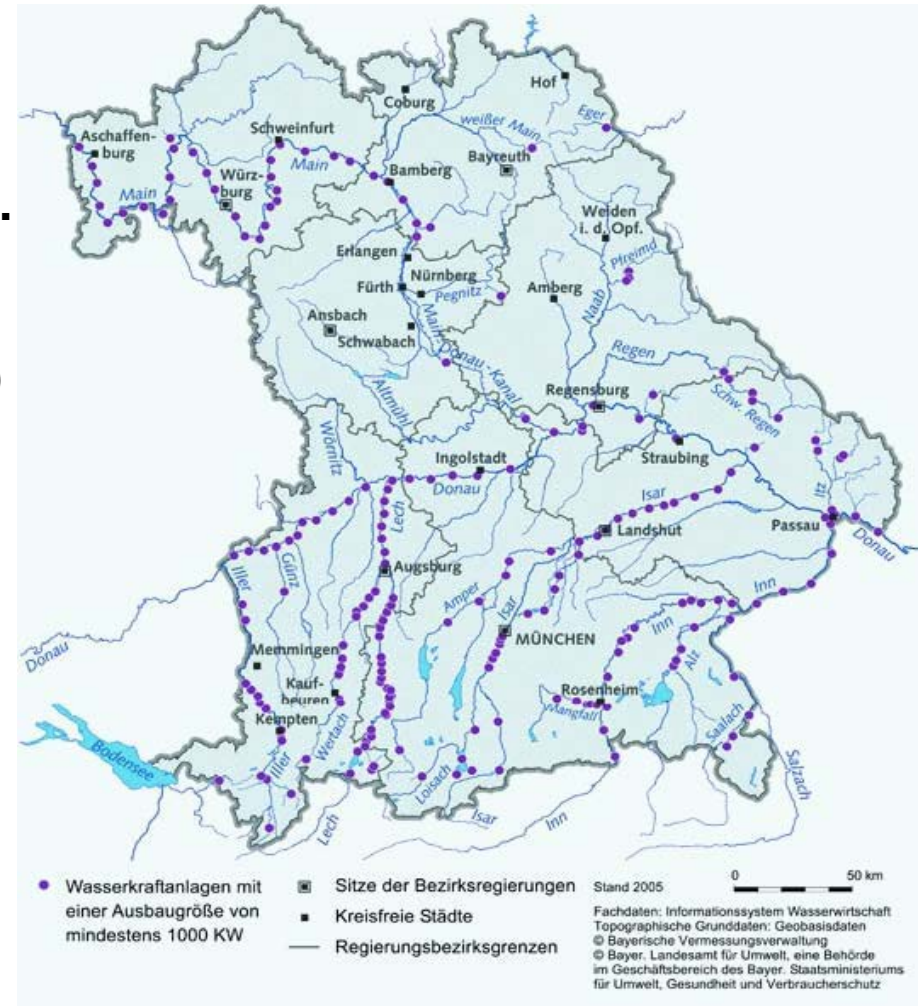 Hof
Coburg
weißer Main
Eger
Aschaffen-
burg
Schweinfurt
Main
Bayreuth
Bamberg
Würz-
burg
Main
Weiden
i. d. Opf.
Erlangen
Pfreimd
Nürnberg
Fürth
Pegnitz
Amberg
Naab
Ansbach
Schwabach
Main-Donau-Kanal
Regen
Altmühl
Regensburg
Schw. Regen
Wörnitz
Ingolstadt
Straubing
Donau
Isar
Ilz
Lech
Landshut
Passau
Donau
Iller
Günz
Augsburg
Amper
Isar
Inn
MÜNCHEN
Inn
Donau
Memmingen
Alz
Kauf-
beuren
Rosenheim
Mangfall
Kempten
Wertach
Saalach
Bodensee
Iller
Loisach
Salzach
Lech
Isar
Inn
Wasserkraftanlagen mit
einer Ausbaugröße von
mindestens 1000 KW
Sitze der Bezirksregierungen
Kreisfreie Städte
Regierungsbezirksgrenzen
Stand 2005
0 50 km
Fachdaten: Informationssystem Wasserwirtschaft
Topographische Grunddaten: Geobasisdaten
© Bayerische Vermessungsverwaltung
© Bayer. Landesamt für Umwelt, eine Behörde
im Geschäftsbereich des Bayer. Staatsministeriums
für Umwelt, Gesundheit und Verbraucherschutz